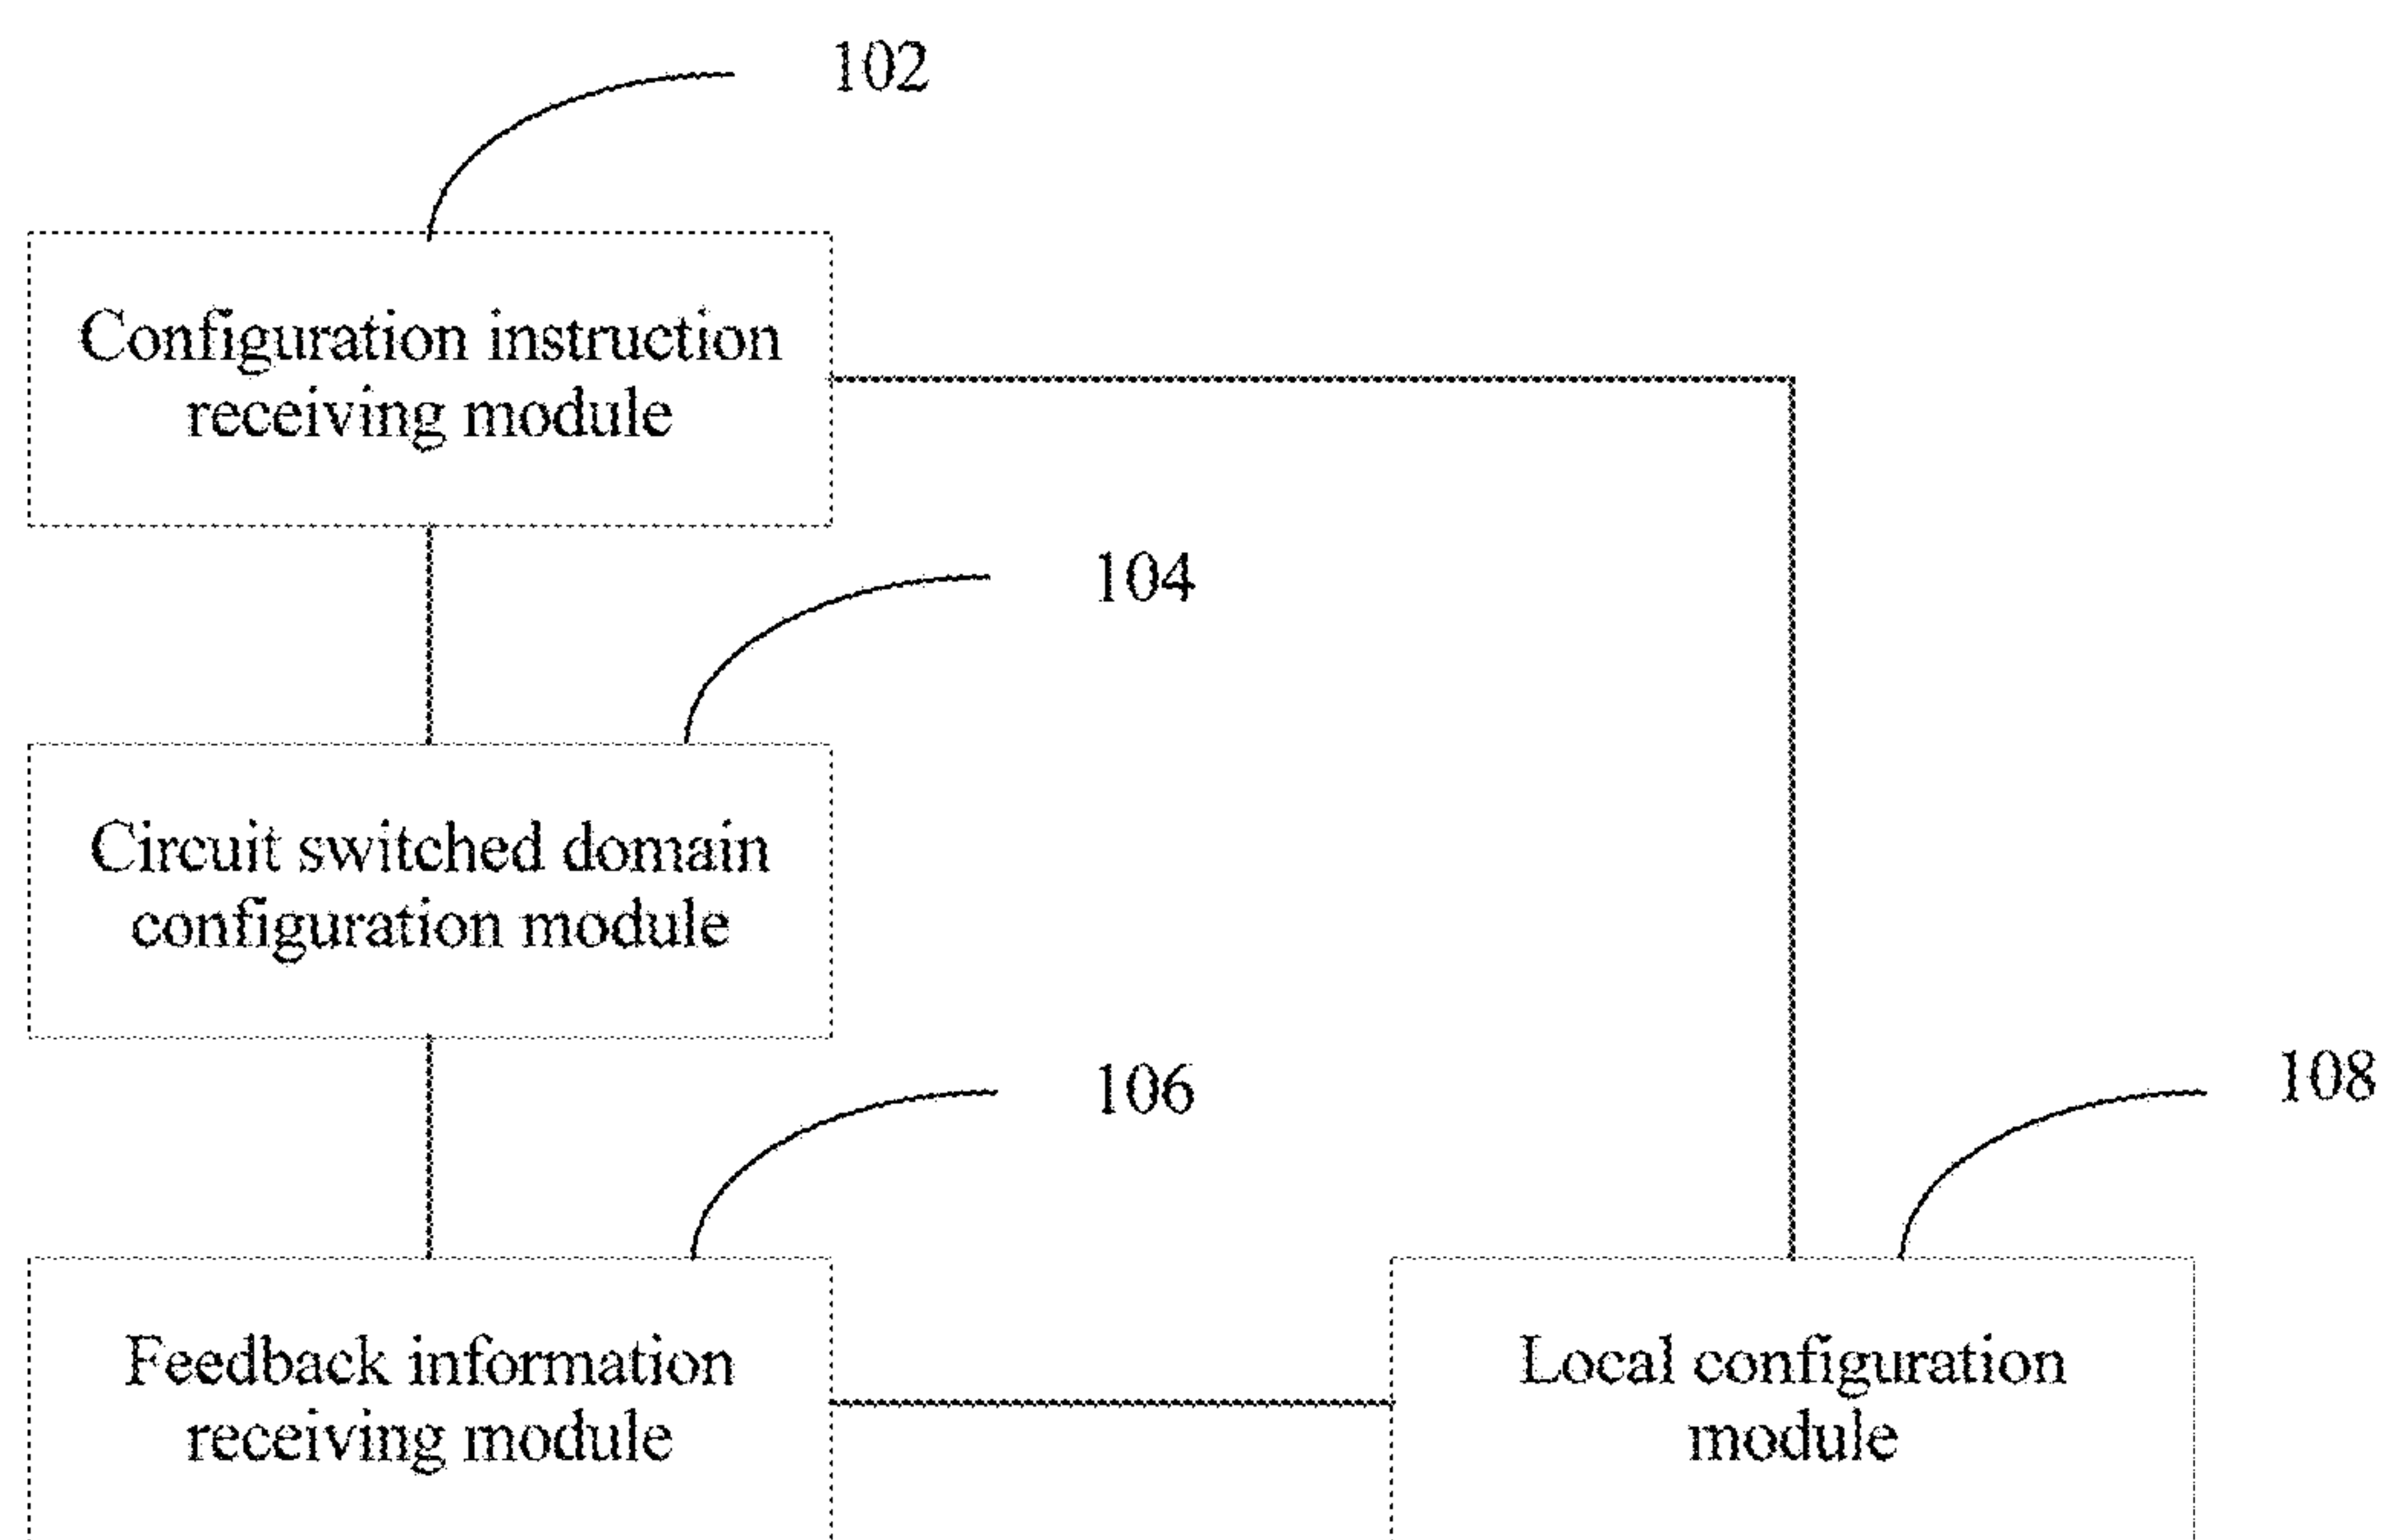 102
Configuration instruction
receiving module
104
Circuit switched domain
configuration module
106
108
Feedback information
receiving module
Local configuration
module